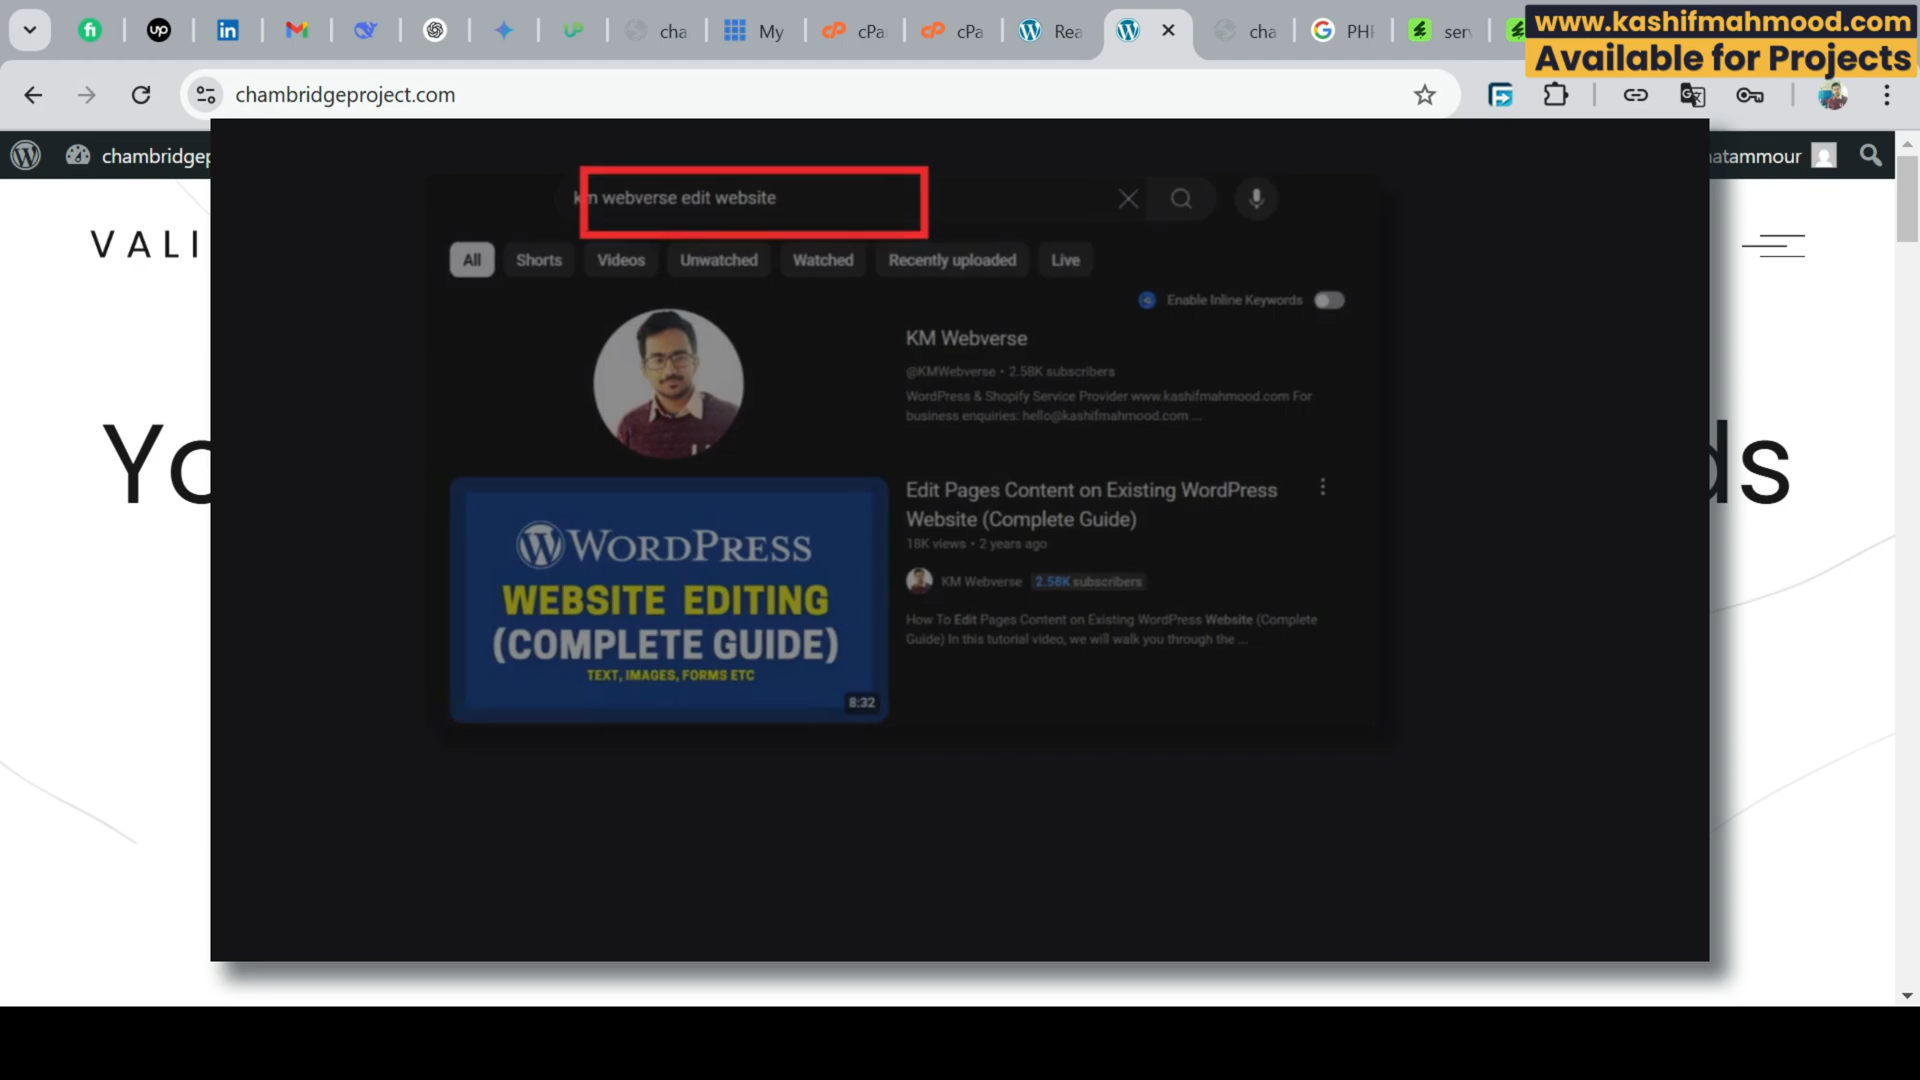 www.kashifmahmood.com
Available for Projects
cha
My
cPa
cPa
Rea
cha
PH
ser
chambridgeproject.com
chambridgep
atammour
km webverse edit website
VALI
All
Shorts
Videos
Unwatched
Watched
Recently uploaded
Live
Enable Inline Keywords
KM Webverse
@KMWebverse • 2.58K subscribers
WordPress & Shopify Service Provider www.kashifmahmood.com For
business enquiries: hello@kashifmahmood.com ...
Yo
ds
Edit Pages Content on Existing WordPress
Website (Complete Guide)
18K views • 2 years ago
KM Webverse 2.58K subscribers
How To Edit Pages Content on Existing WordPress Website (Complete
Guide) In this tutorial video, we will walk you through the ...
WORDPRESS
WEBSITE EDITING
(COMPLETE GUIDE)
TEXT, IMAGES, FORMS ETC
8:32